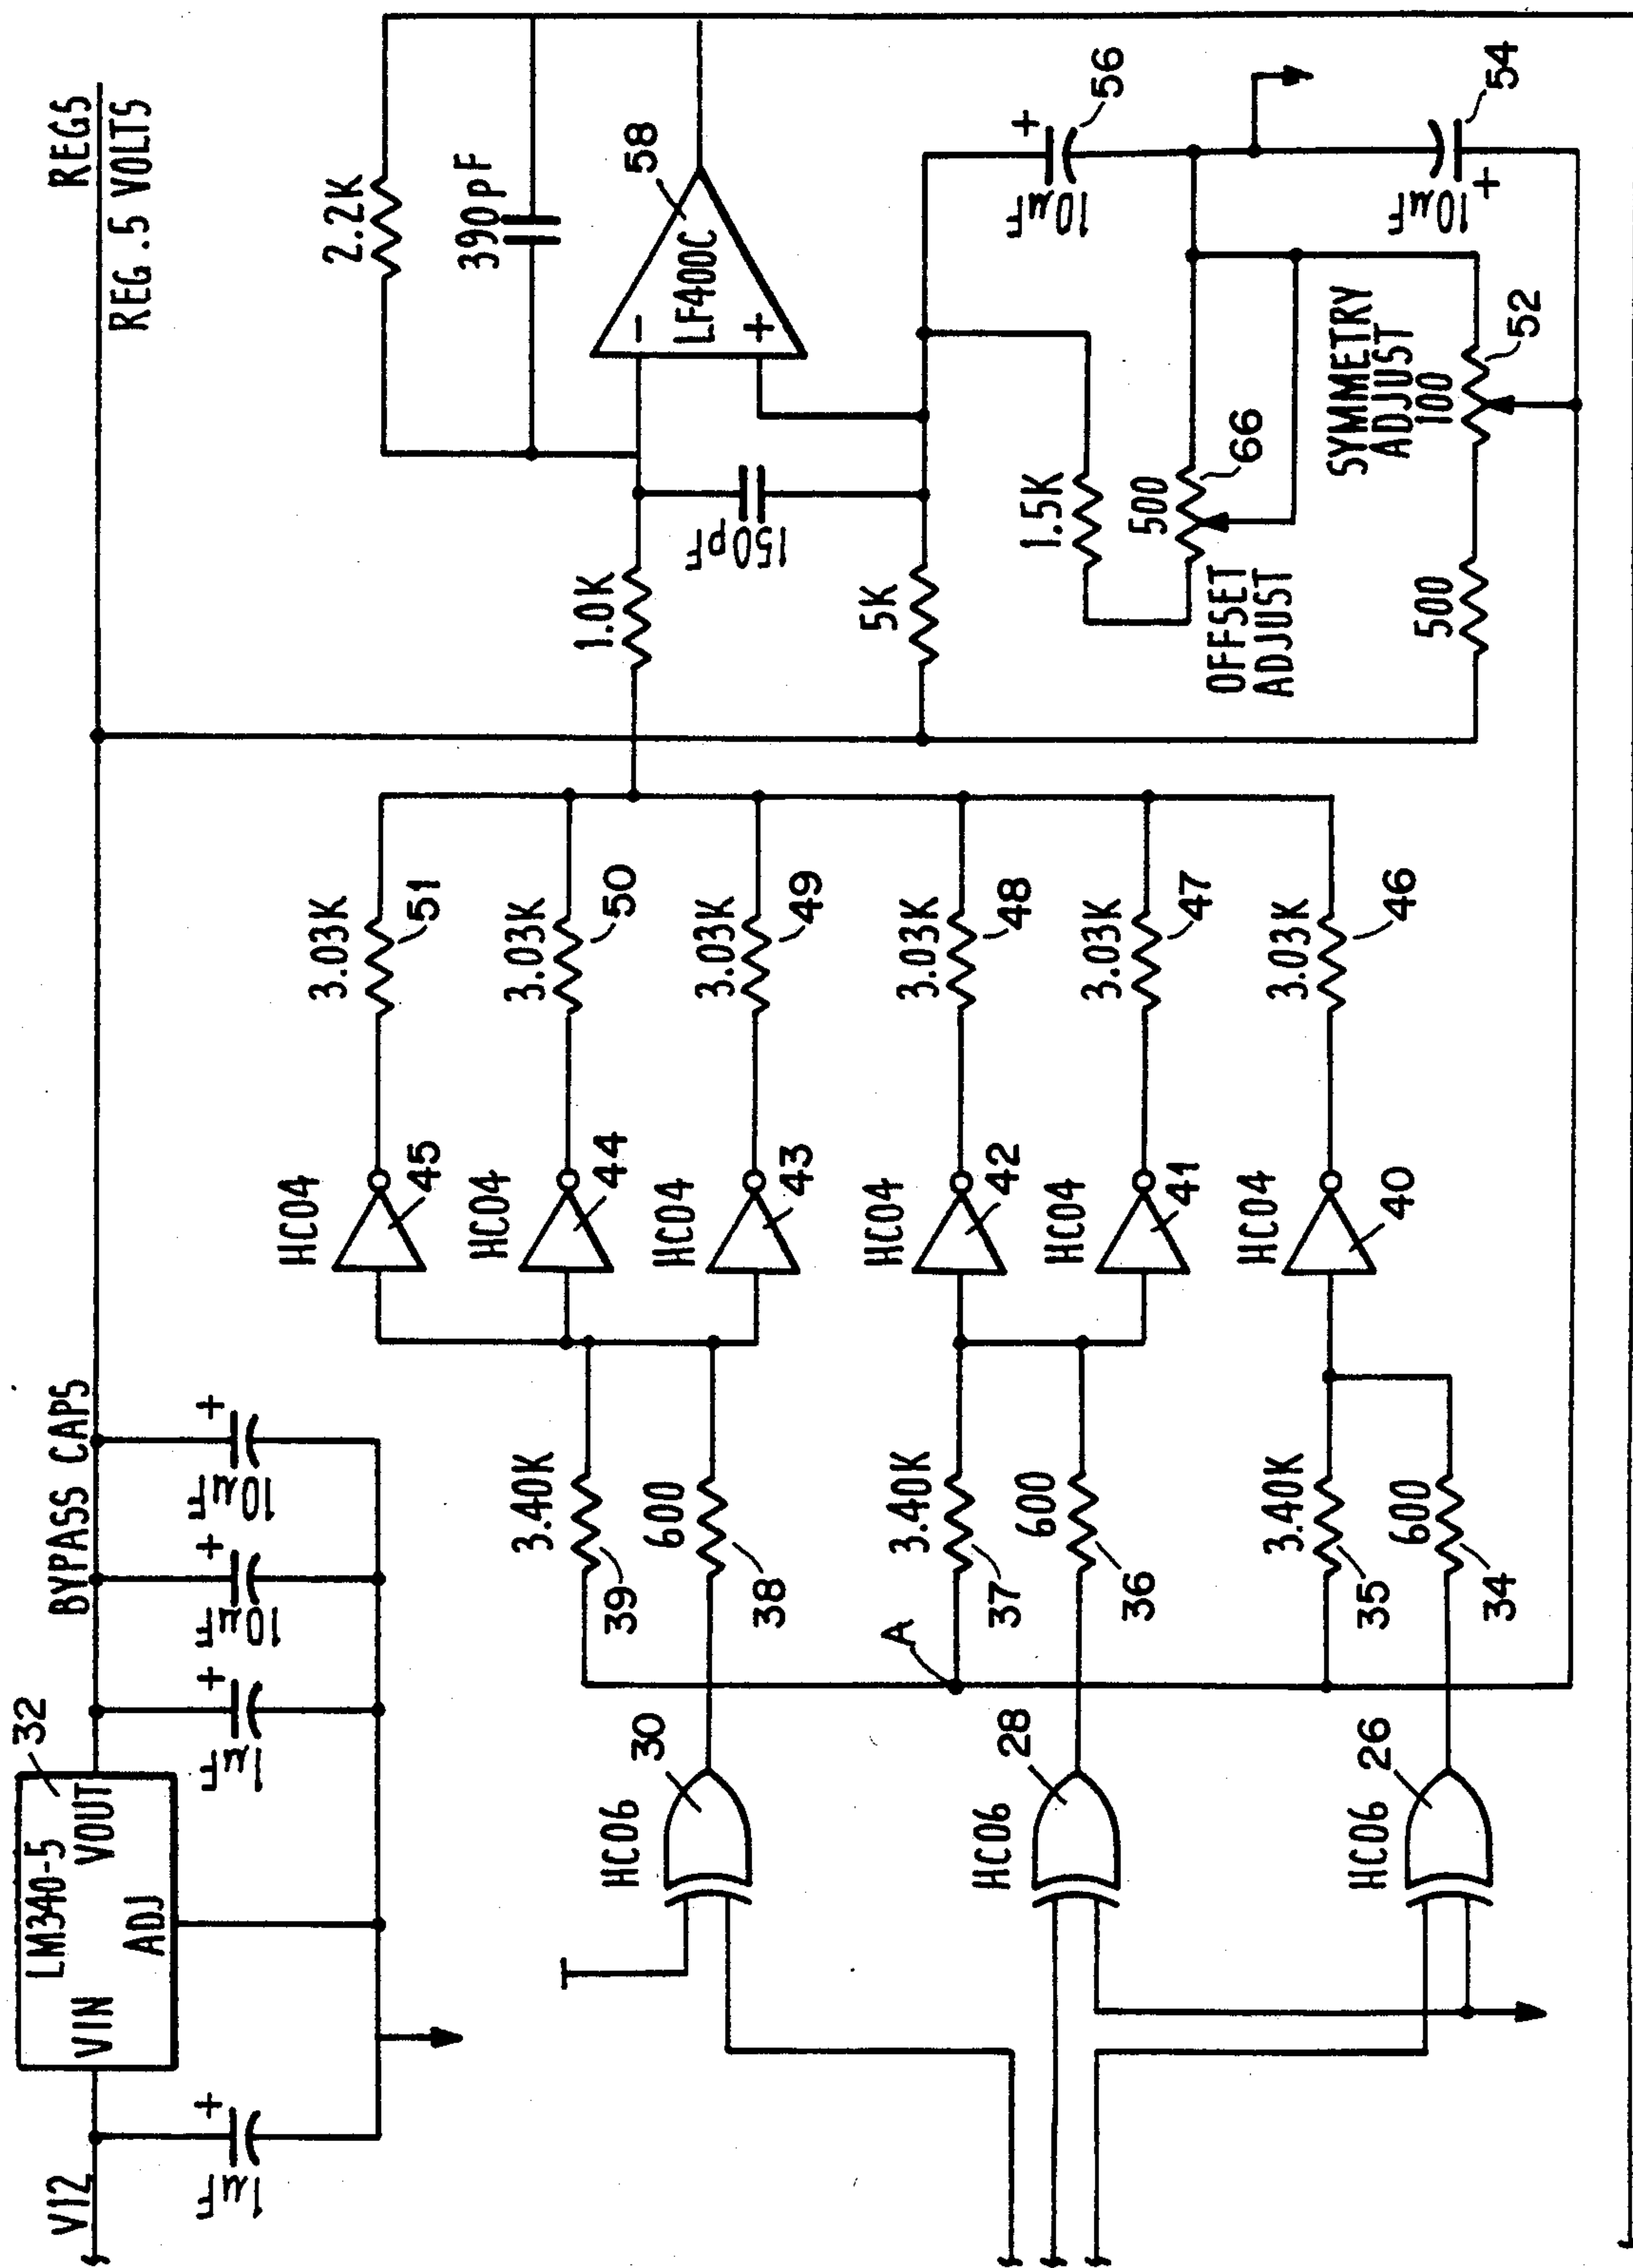 V12
1µF
+
LM340-5
VIN
VOUT
ADJ
32
1µF
+
10µF
+
10µF
+
BYPASS CAPS
REG5
REG .5 VOLTS
HC06
30
HC06
28
HC06
26
A
3.40K
39
600
38
3.40K
37
600
36
3.40K
35
600
34
HC04
45
HC04
44
HC04
43
HC04
42
HC04
41
HC04
40
3.03K
51
3.03K
50
3.03K
49
3.03K
48
3.03K
47
3.03K
46
2.2K
390pF
1.0K
150pF
5K
LF400C
-
+
58
1.5K
500
66
OFFSET
ADJUST
500
SYMMETRY
ADJUST
100
52
+
10µF
56
10µF
+
54